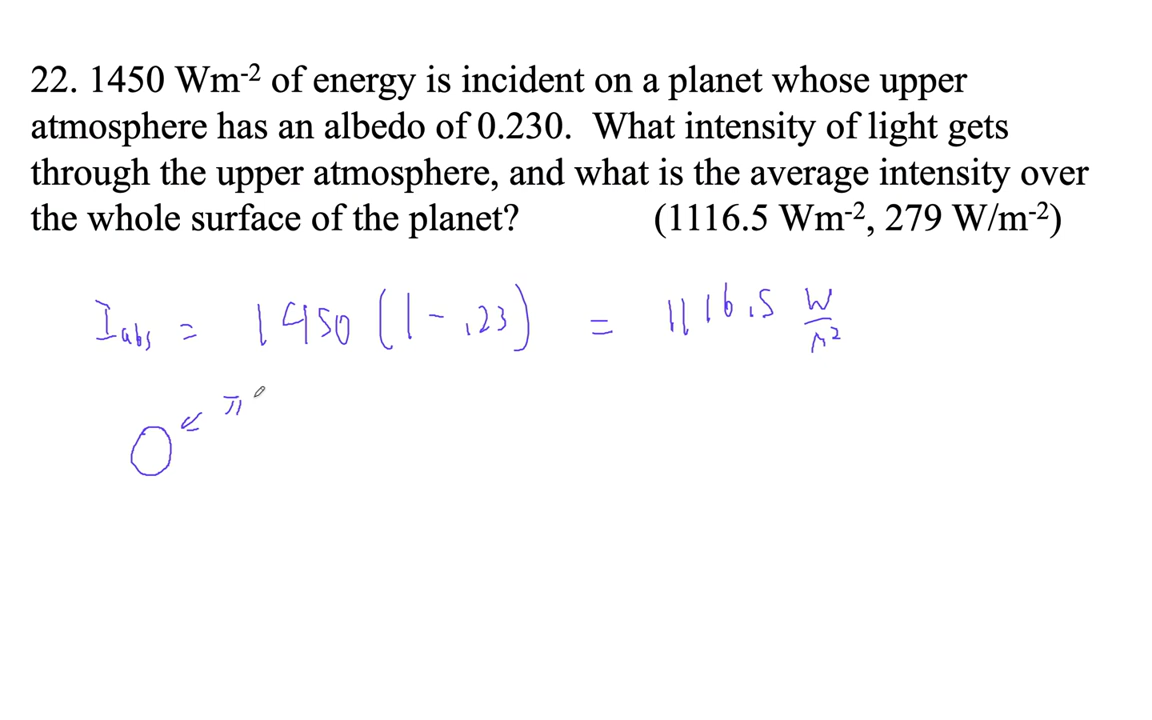 22. 1450 Wm-2 of energy is incident on a planet whose upper
atmosphere has an albedo of 0.230. What intensity of light gets
through the upper atmosphere, and what is the average intensity over
the whole surface of the planet? (1116.5 Wm-2, 279 W/m-2)
Iabs = 1450 (1 - .23) = 1116.5 W/m2
π